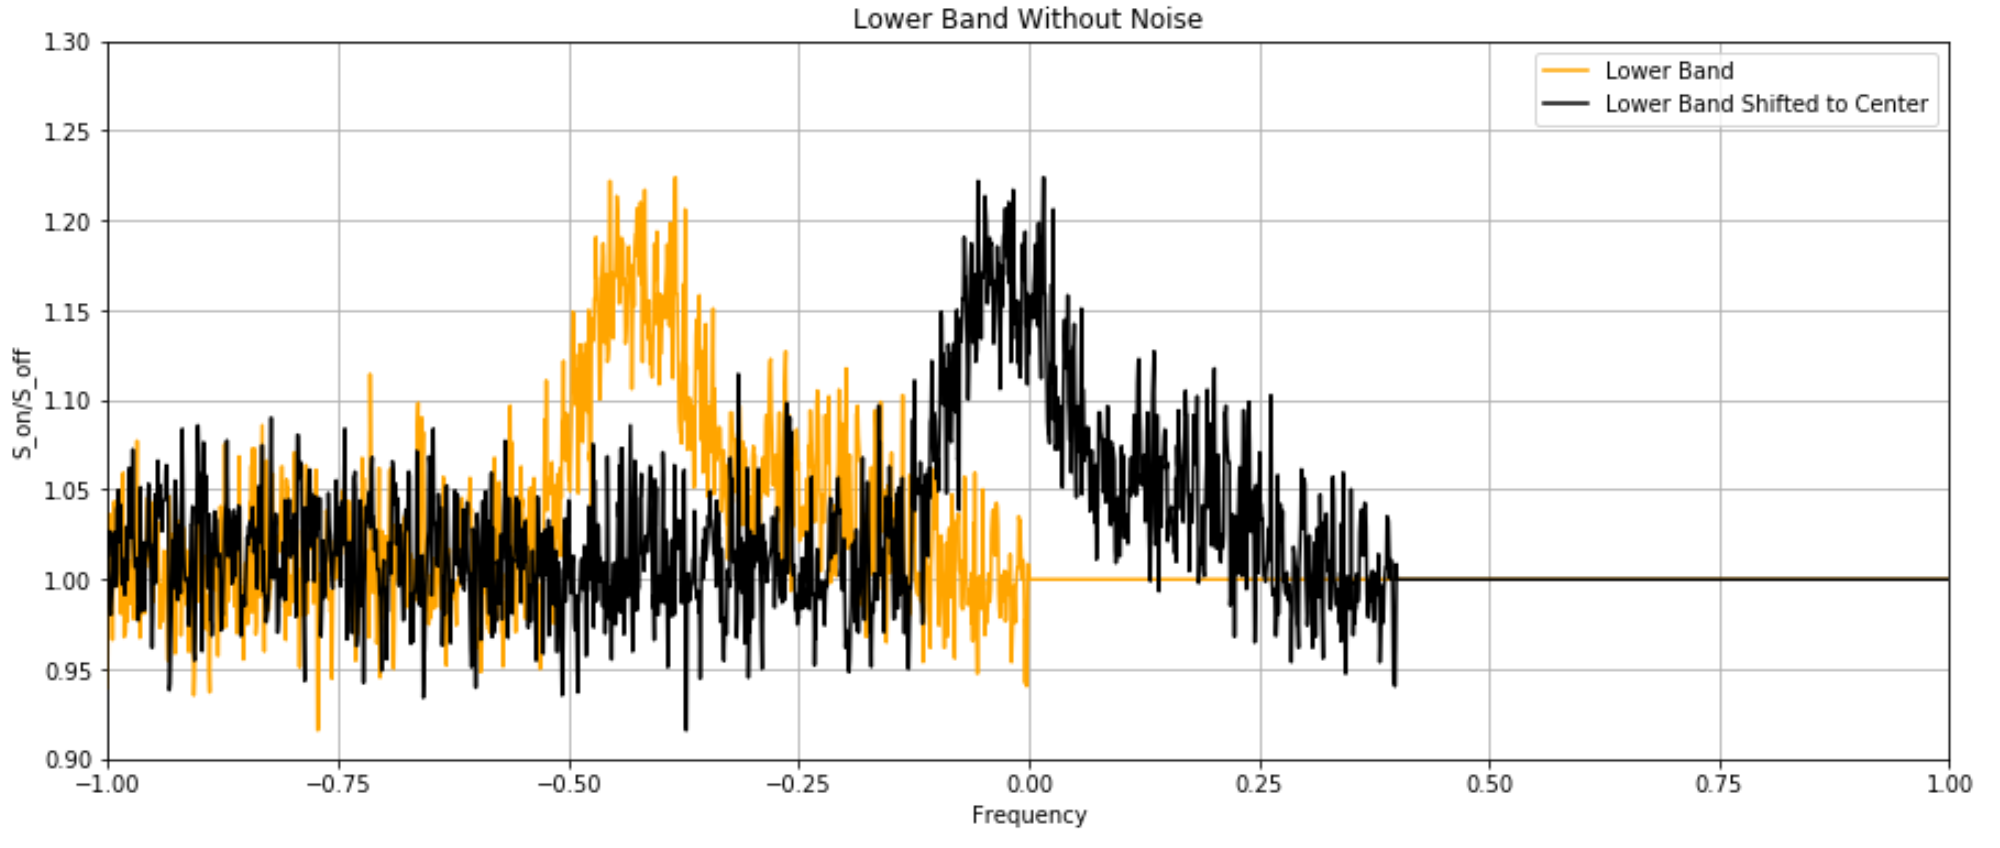 Lower Band Without Noise
1.30
1.25
1.20
1.15
1.10
1.05
1.00
0.95
0.90
S_on/S_off
Lower Band
Lower Band Shifted to Center
−1.00 −0.75 −0.50 −0.25 0.00 0.25 0.50 0.75 1.00
Frequency